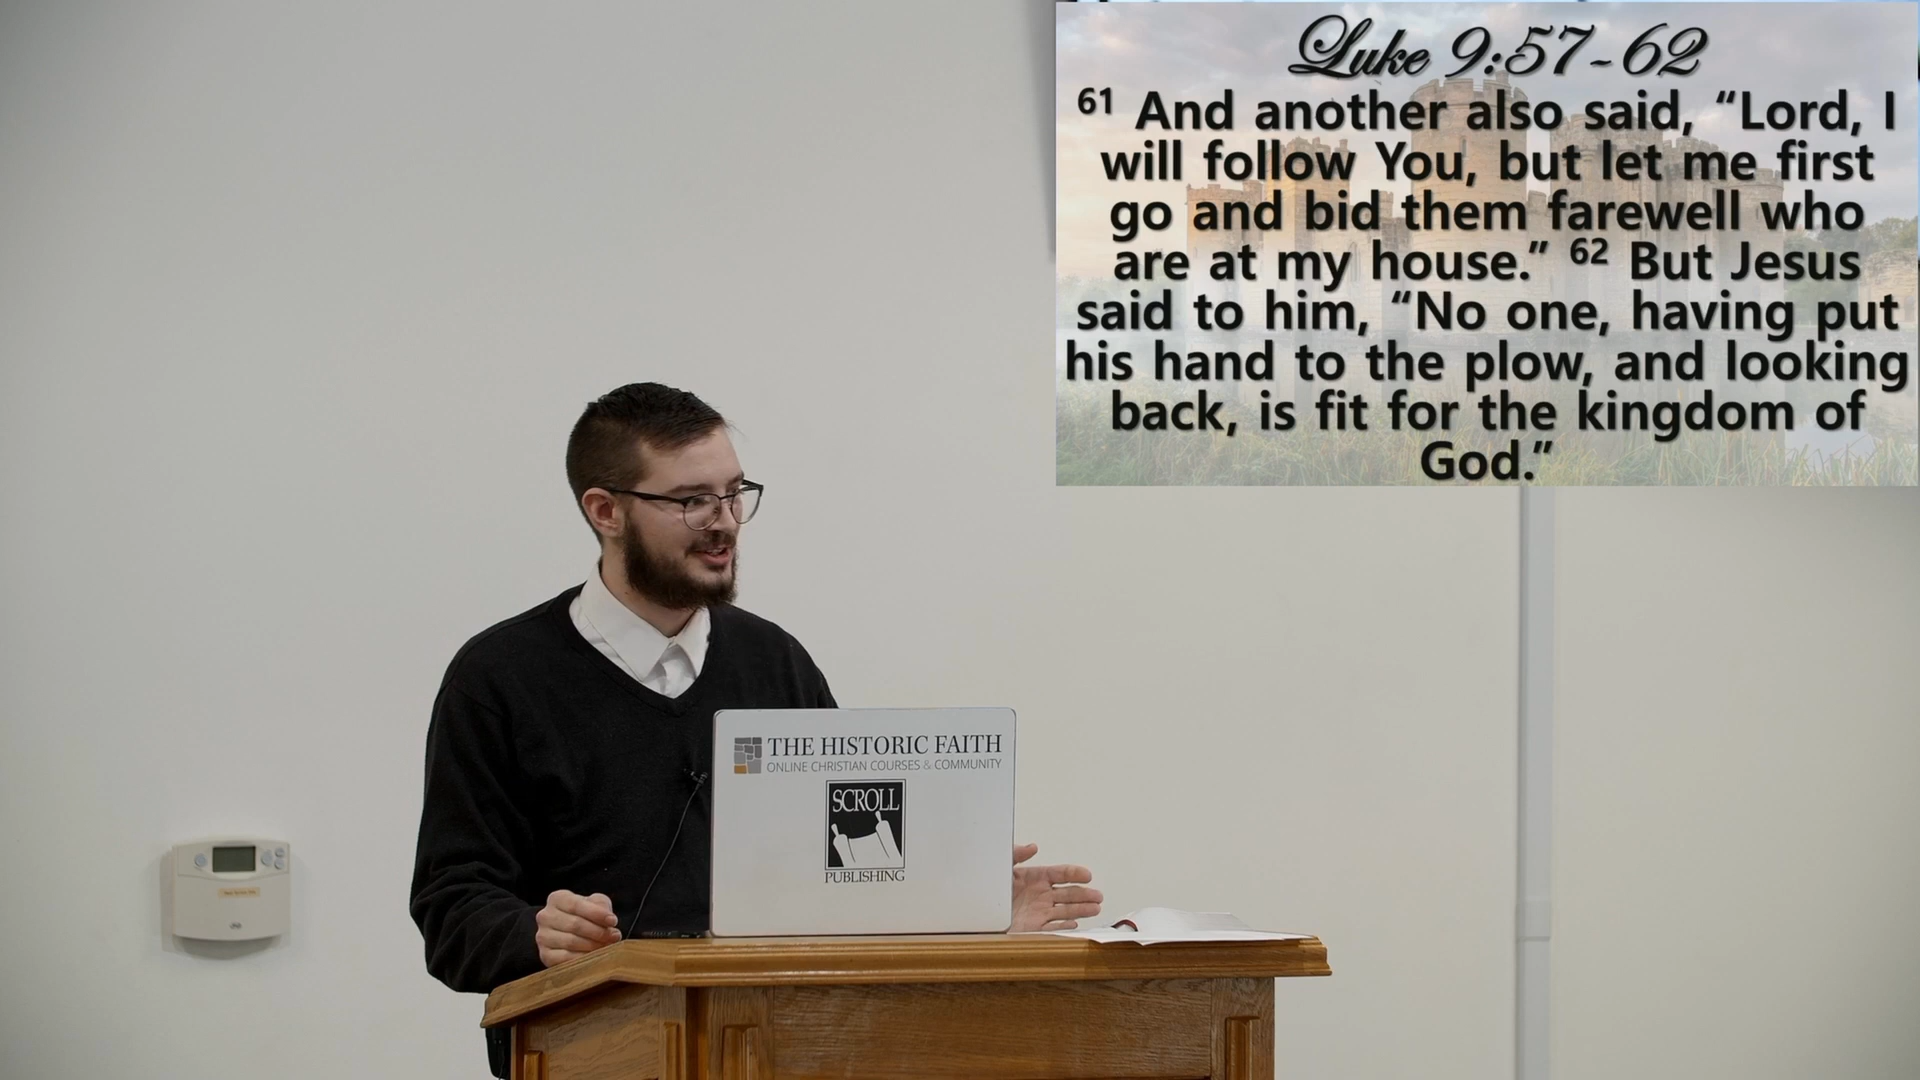 Luke 9:57-62
61 And another also said, “Lord, I
will follow You, but let me first
go and bid them farewell who
are at my house.” 62 But Jesus
said to him, “No one, having put
his hand to the plow, and looking
back, is fit for the kingdom of
God.”
THE HISTORIC FAITH
ONLINE CHRISTIAN COURSES & COMMUNITY
SCROLL
PUBLISHING